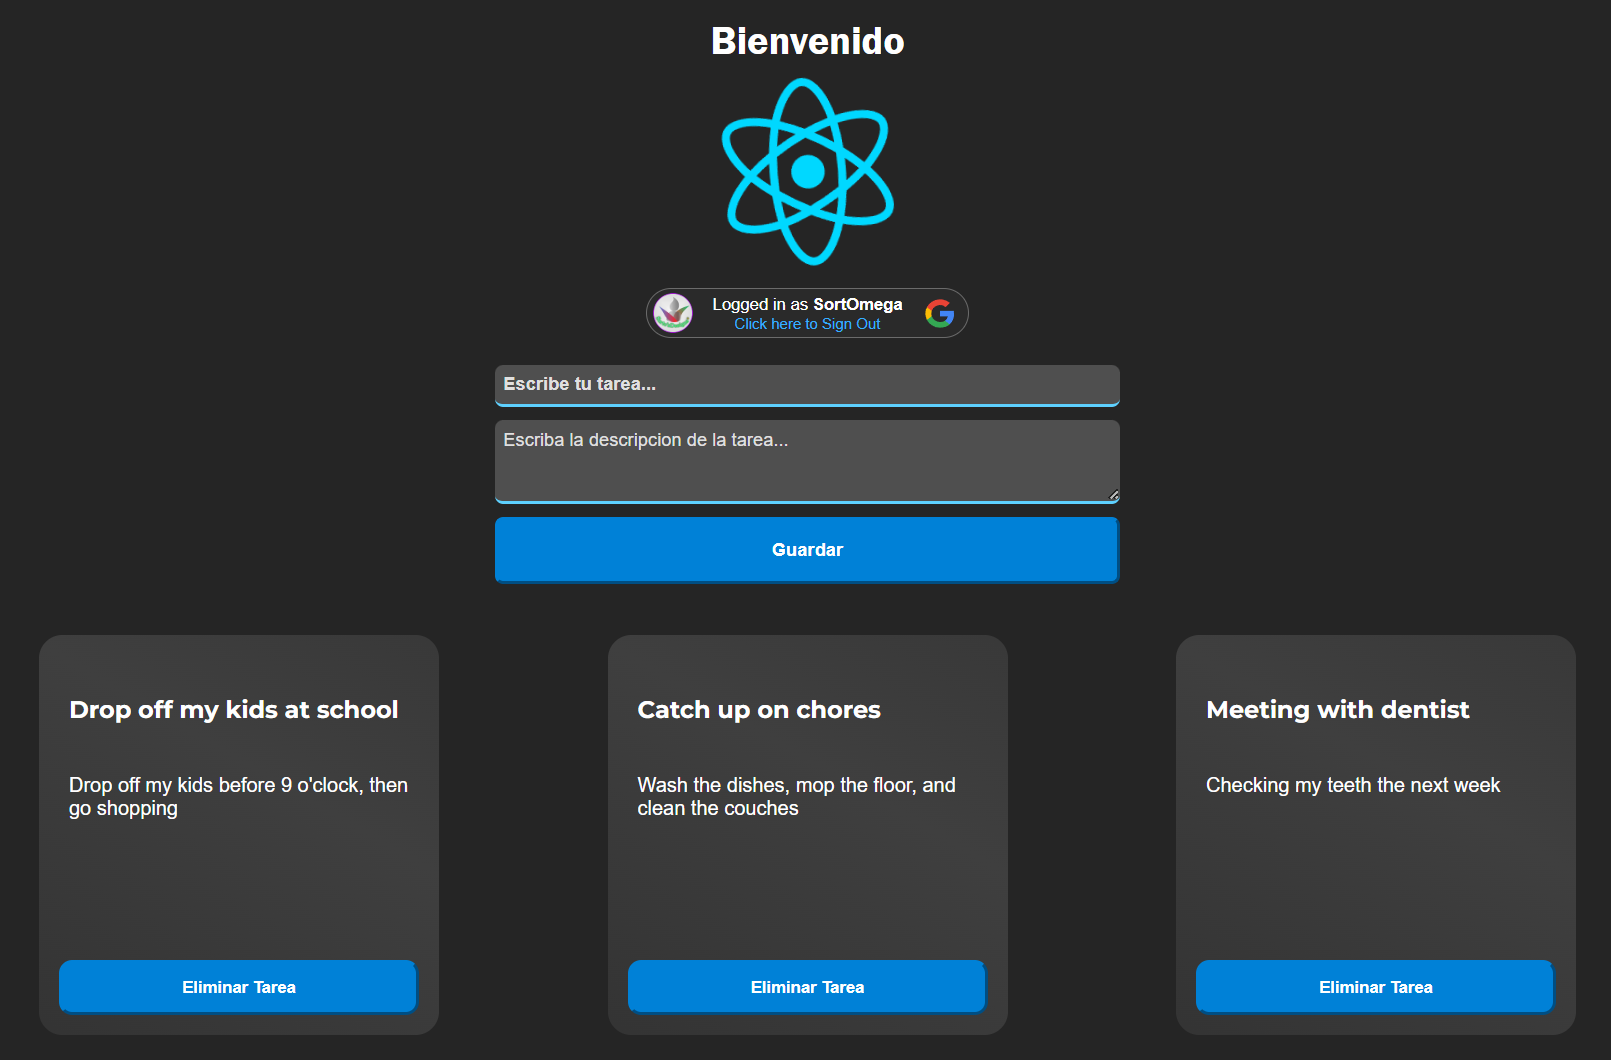 Bienvenido
Logged in as SortOmega
Click here to Sign Out
Escribe tu tarea...
Escriba la descripcion de la tarea...
Guardar
Drop off my kids at school
Drop off my kids before 9 o'clock, then
go shopping
Eliminar Tarea
Catch up on chores
Wash the dishes, mop the floor, and
clean the couches
Eliminar Tarea
Meeting with dentist
Checking my teeth the next week
Eliminar Tarea